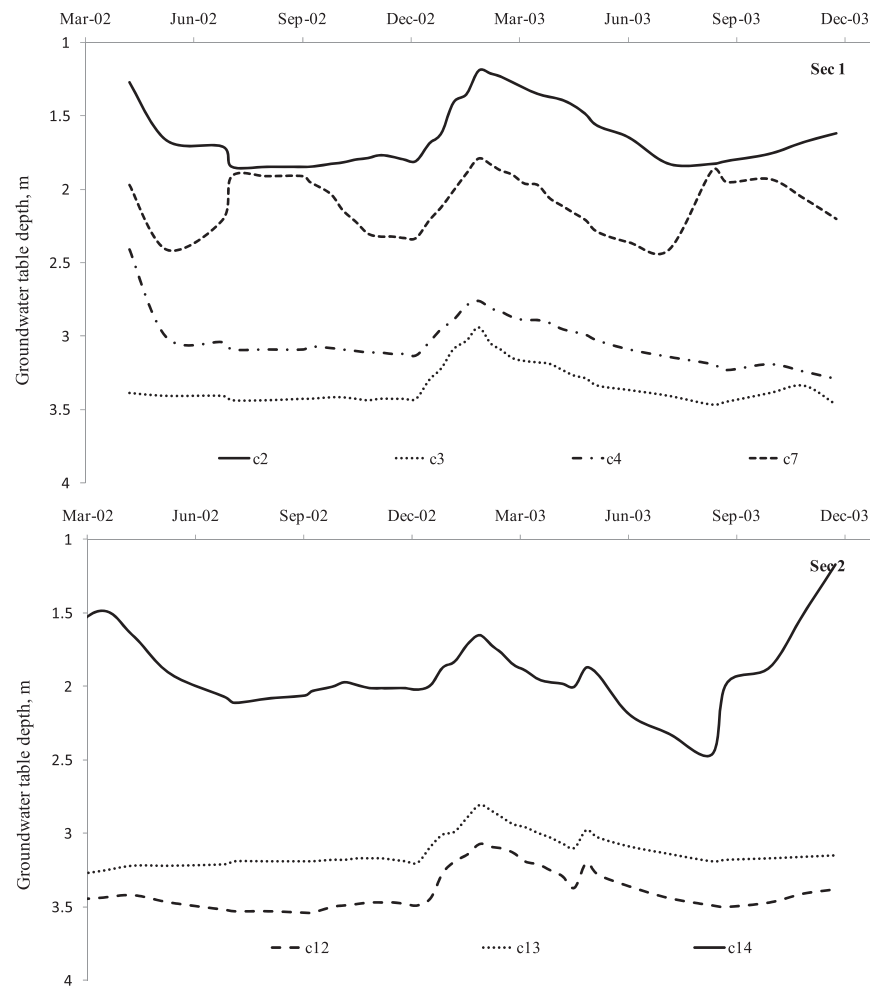 Mar-02 Jun-02 Sep-02 Dec-02 Mar-03 Jun-03 Sep-03 Dec-03
1
Sec 1
1.5
2
2.5
3
3.5
4
Groundwater table depth, m
c2 c3 c4 c7
Mar-02 Jun-02 Sep-02 Dec-02 Mar-03 Jun-03 Sep-03 Dec-03
1
Sec 2
1.5
2
2.5
3
3.5
4
Groundwater table depth, m
c12 c13 c14